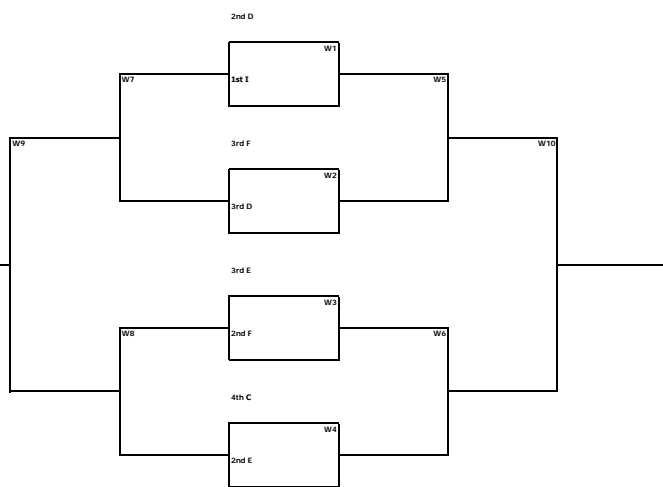 2nd D
W1
W7
1st I
W5
3rd F
W9
W10
W2
3rd D
3rd E
W3
W8
2nd F
W6
4th C
W4
2nd E